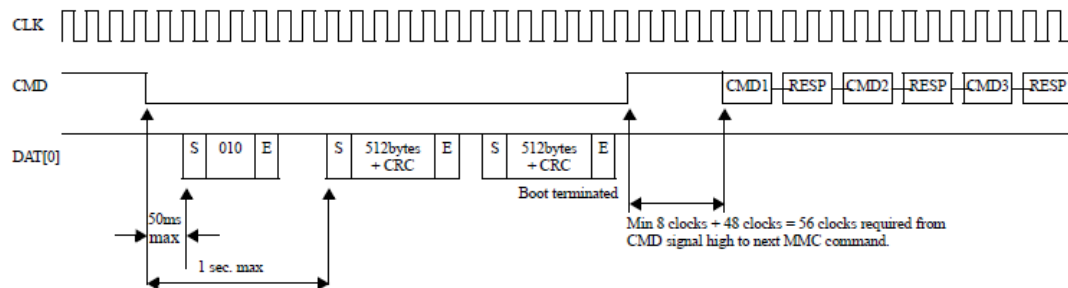 CLK
CMD
CMD1 RESP CMD2 RESP CMD3 RESP
DAT[0]
S 010 E S 512bytes + CRC E S 512bytes + CRC E
Boot terminated
50ms
max
1 sec. max
Min 8 clocks + 48 clocks = 56 clocks required from
CMD signal high to next MMC command.